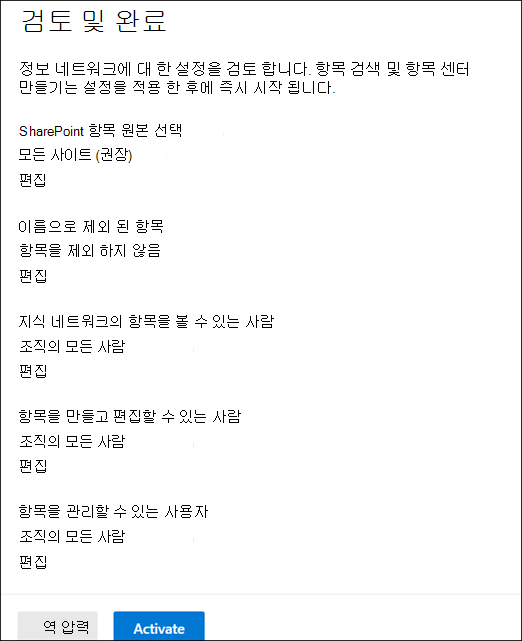 검토 및 완료
정보 네트워크에 대 한 설정을 검토 합니다. 항목 검색 및 항목 센터
만들기는 설정을 적용 한 후에 즉시 시작 됩니다.
SharePoint 항목 원본 선택
모든 사이트 (권장)
편집
이름으로 제외 된 항목
항목을 제외 하지 않음
편집
지식 네트워크의 항목을 볼 수 있는 사람
조직의 모든 사람
편집
항목을 만들고 편집할 수 있는 사람
조직의 모든 사람
편집
항목을 관리할 수 있는 사용자
조직의 모든 사람
편집
역 압력
Activate